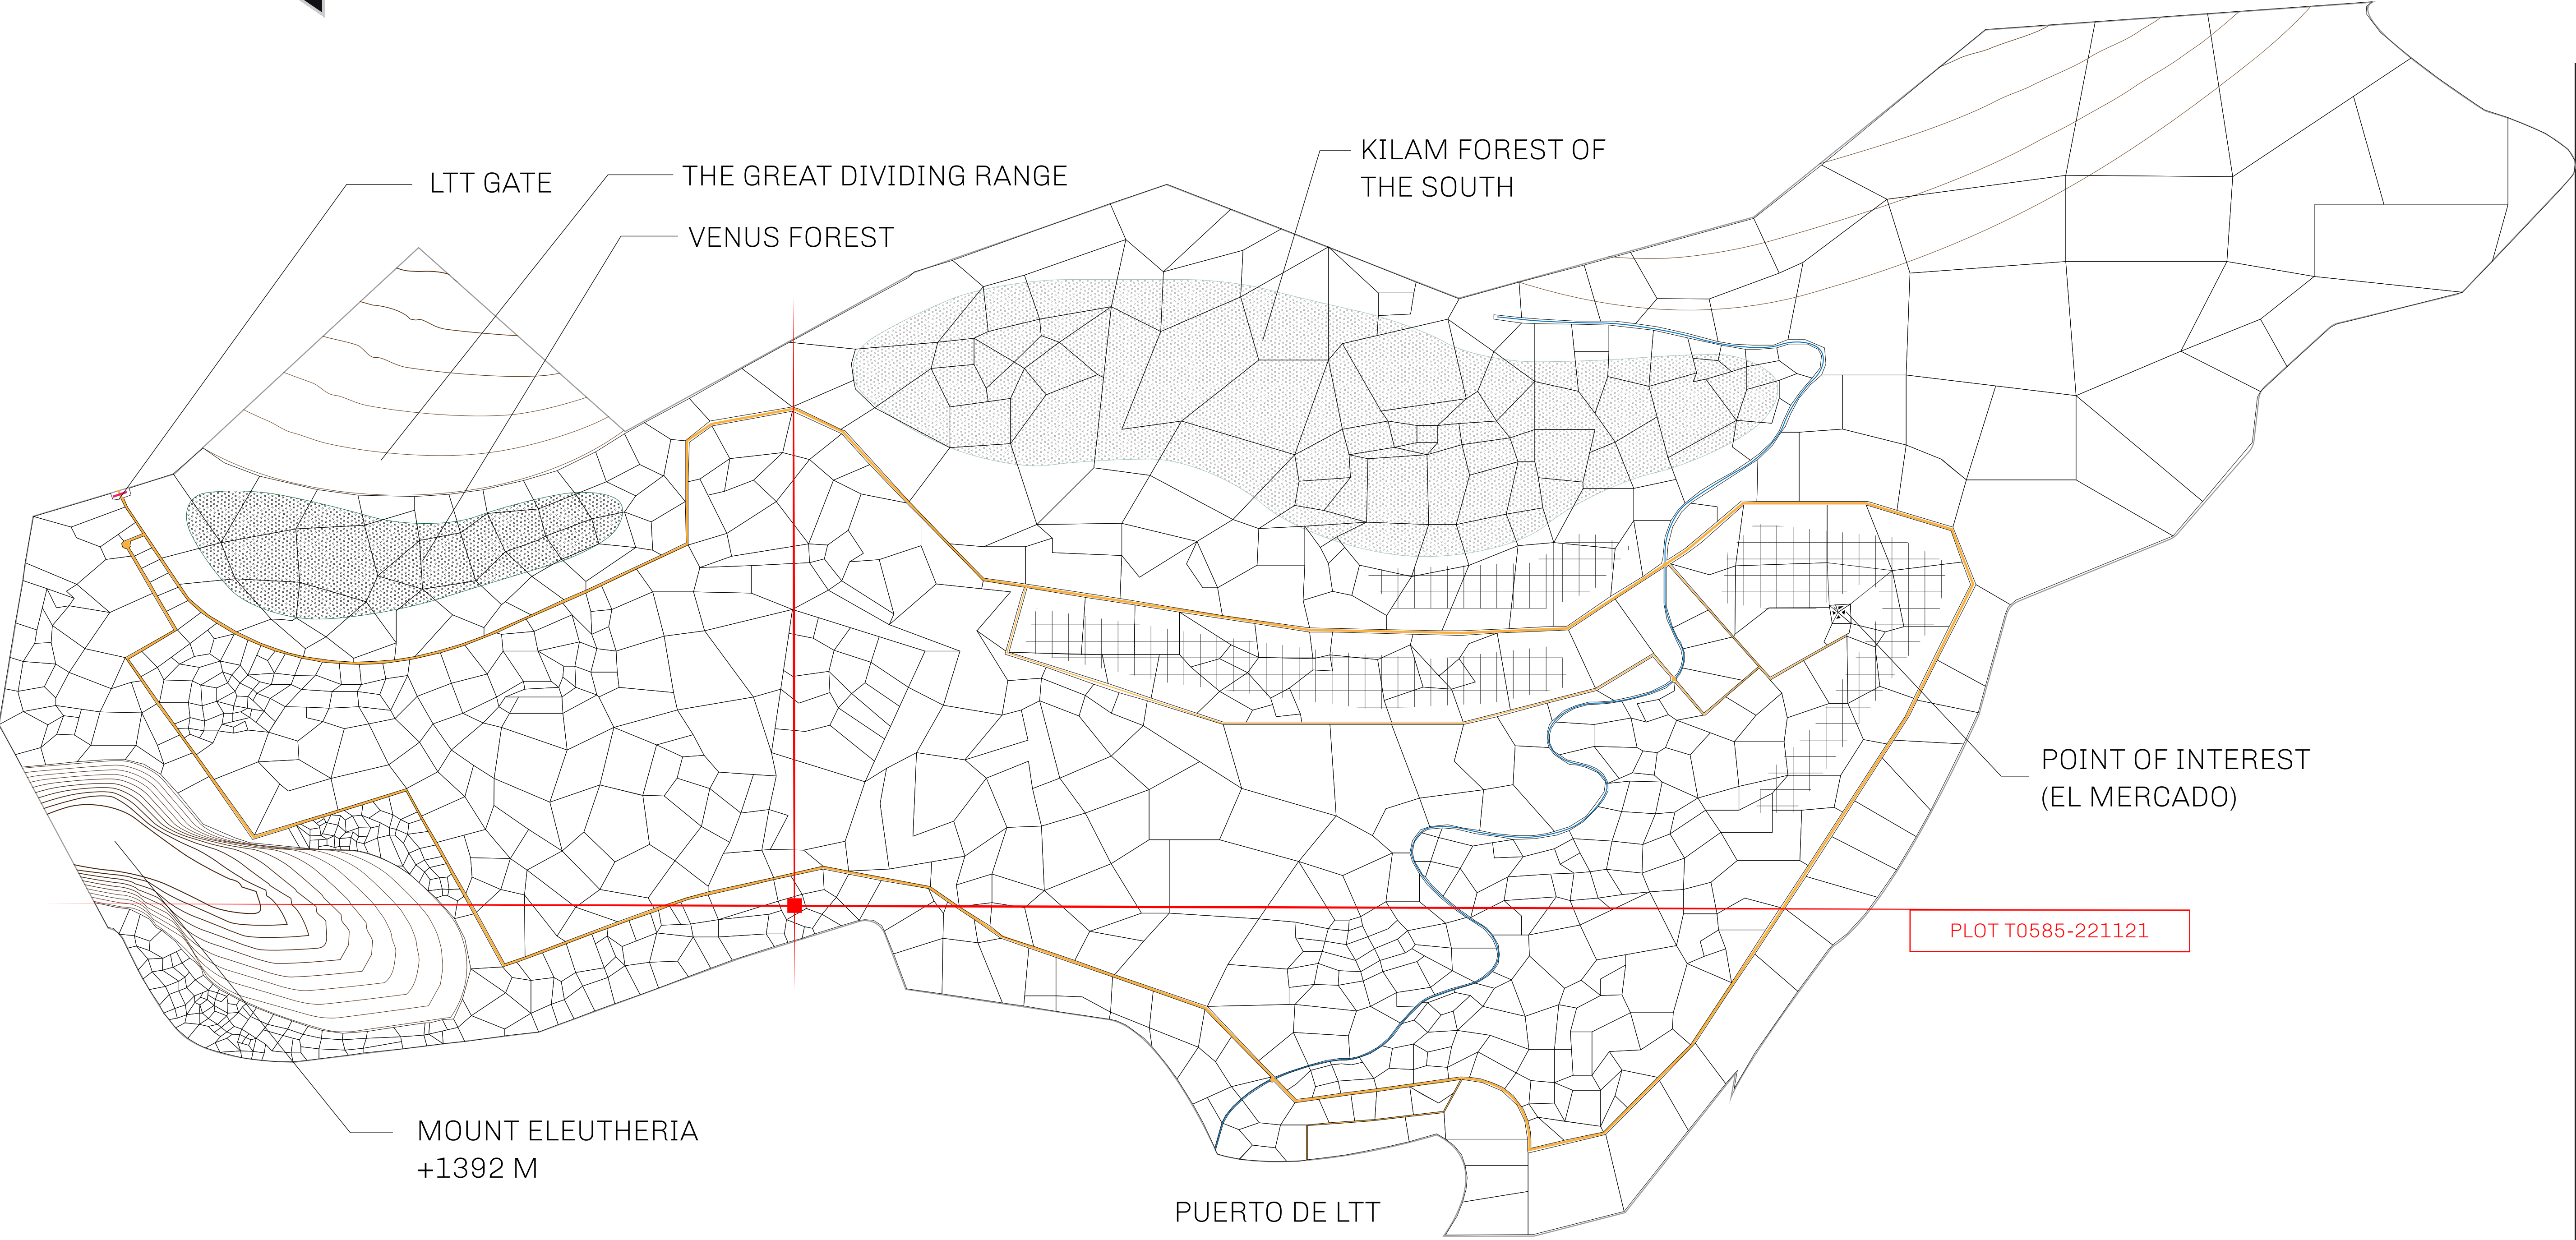 KILAM FOREST OF
THE SOUTH
THE GREAT DIVIDING RANGE
LTT GATE
VENUS FOREST
POINT OF INTEREST
(EL MERCADO)
PLOT T0585-221121
MOUNT ELEUTHERIA
+1392 M
PUERTO DE LTT